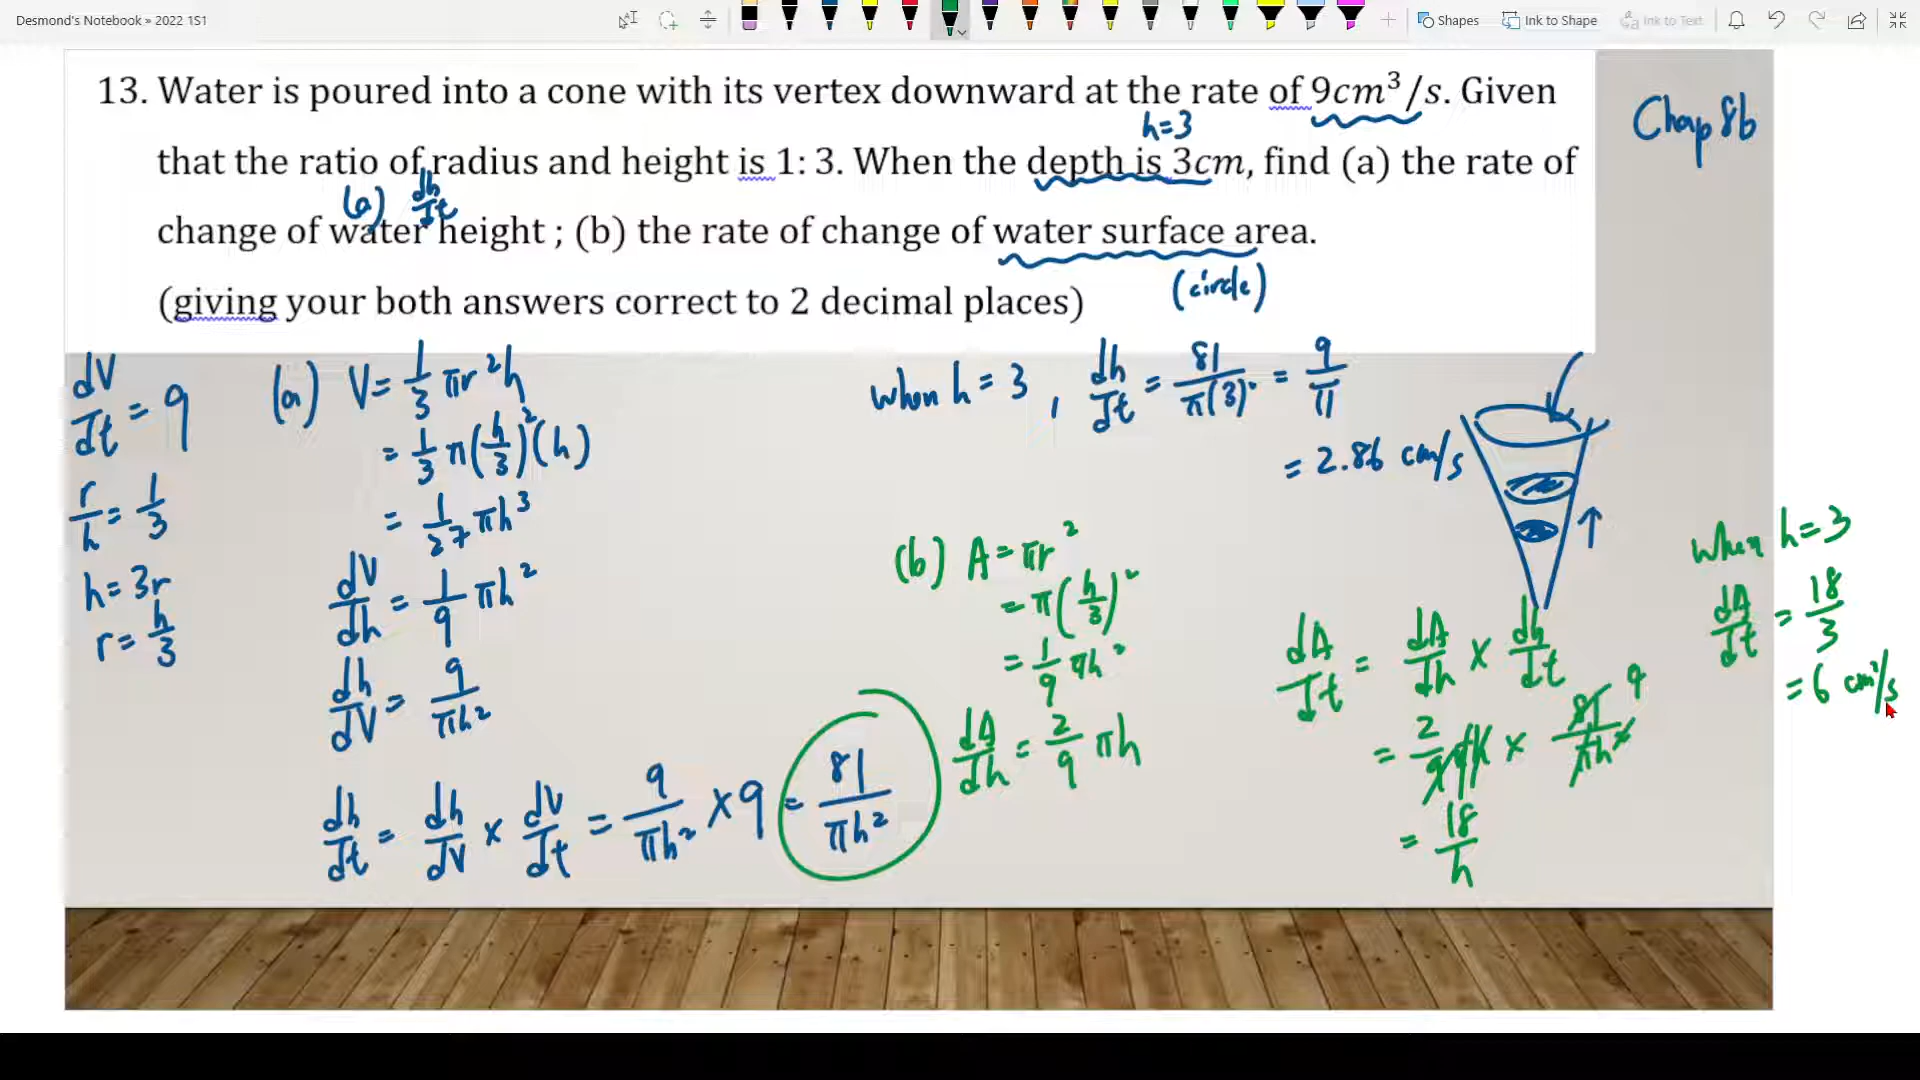 Desmond's Notebook » 2022 1S1
Shapes
Ink to Shape
Ink to Text
13. Water is poured into a cone with its vertex downward at the rate of 9cm³/s. Given
h=3
that the ratio of radius and height is 1:3. When the depth is 3cm, find (a) the rate of
(a) dh/dt
change of water height ; (b) the rate of change of water surface area.
(circle)
(giving your both answers correct to 2 decimal places)
Chap 8b
dV/dt = 9
r/h = 1/3
h = 3r
r = h/3
(a) V = 1/3 πr²h
= 1/3 π(h/3)²(h)
= 1/27 πh³
dV/dh = 1/9 πh²
dh/dV = 9/πh²
dh/dt = dh/dV × dV/dt = 9/πh² × 9 = 81/πh²
when h = 3, dh/dt = 81/π(3)² = 9/π
= 2.86 cm/s
(b) A = πr²
= π(h/3)²
= 1/9 πh²
dA/dh = 2/9 πh
dA/dt = dA/dh × dh/dt
= 2/9 πh × 81/πh² 9
= 18/h
when h = 3
dA/dt = 18/3
= 6 cm²/s